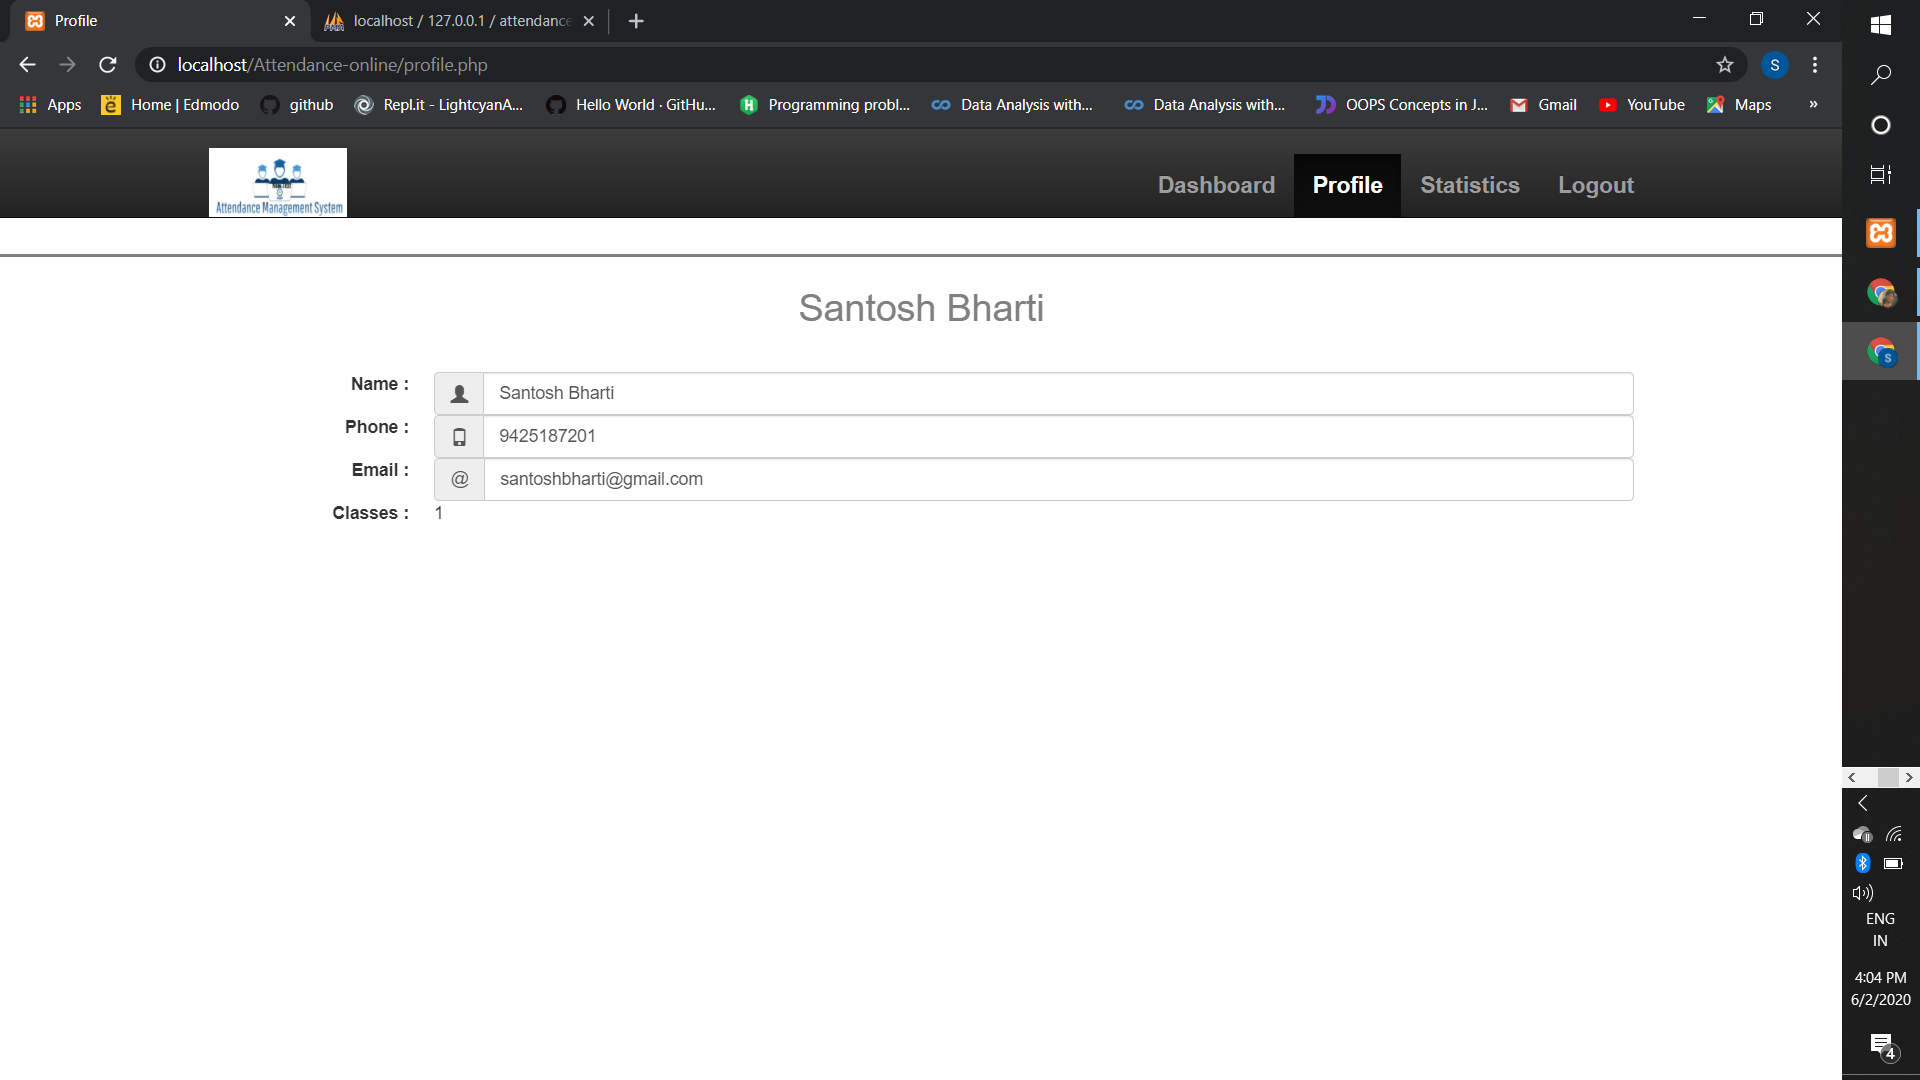 Profile
localhost / 127.0.0.1 / attendance
localhost/Attendance-online/profile.php
S
Apps
Home | Edmodo
github
Repl.it - LightcyanA...
Hello World · GitHu...
Programming probl...
Data Analysis with...
Data Analysis with...
OOPS Concepts in J...
Gmail
YouTube
Maps
»
Attendance Management System
Dashboard
Profile
Statistics
Logout
Santosh Bharti
Name :
Santosh Bharti
Phone :
9425187201
Email :
@
santoshbharti@gmail.com
Classes :
1
S
ENG
IN
4:04 PM
6/2/2020
4